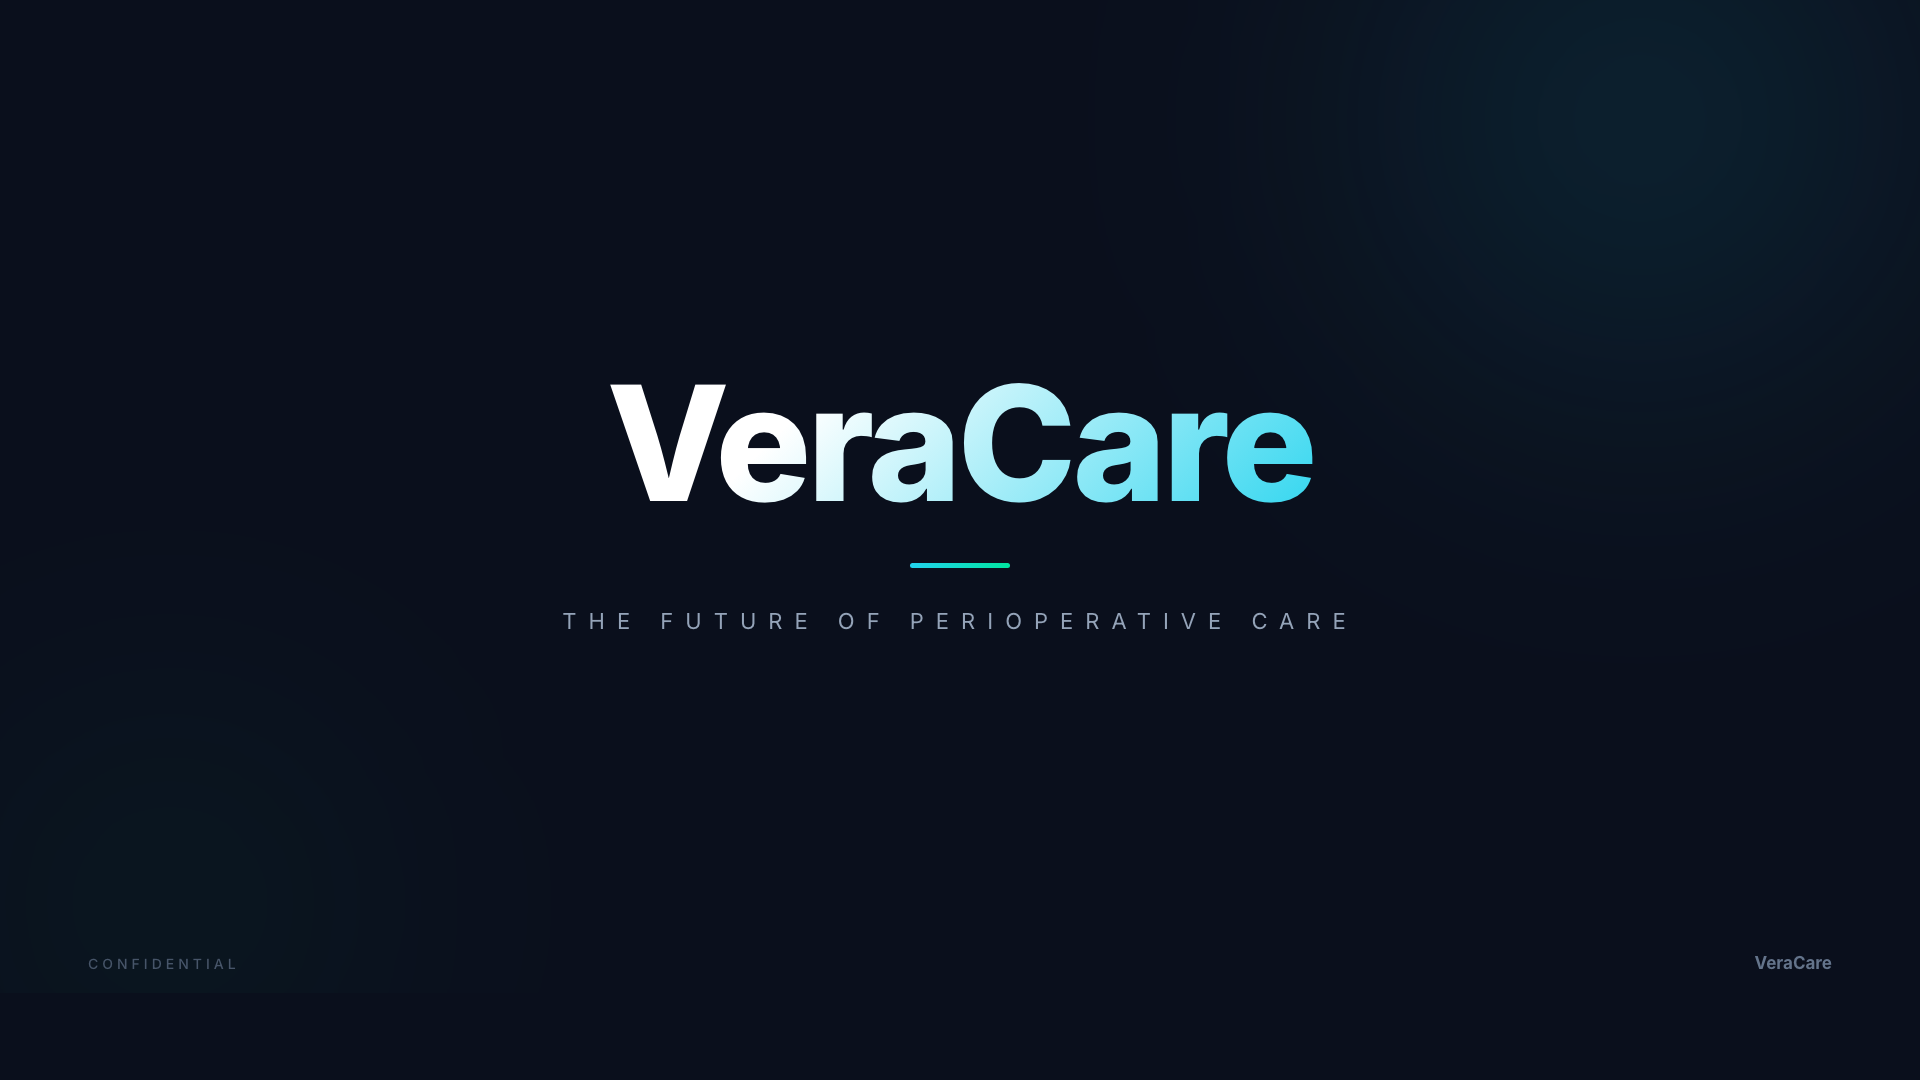 VeraCare
THE FUTURE OF PERIOPERATIVE CARE
CONFIDENTIAL
VeraCare